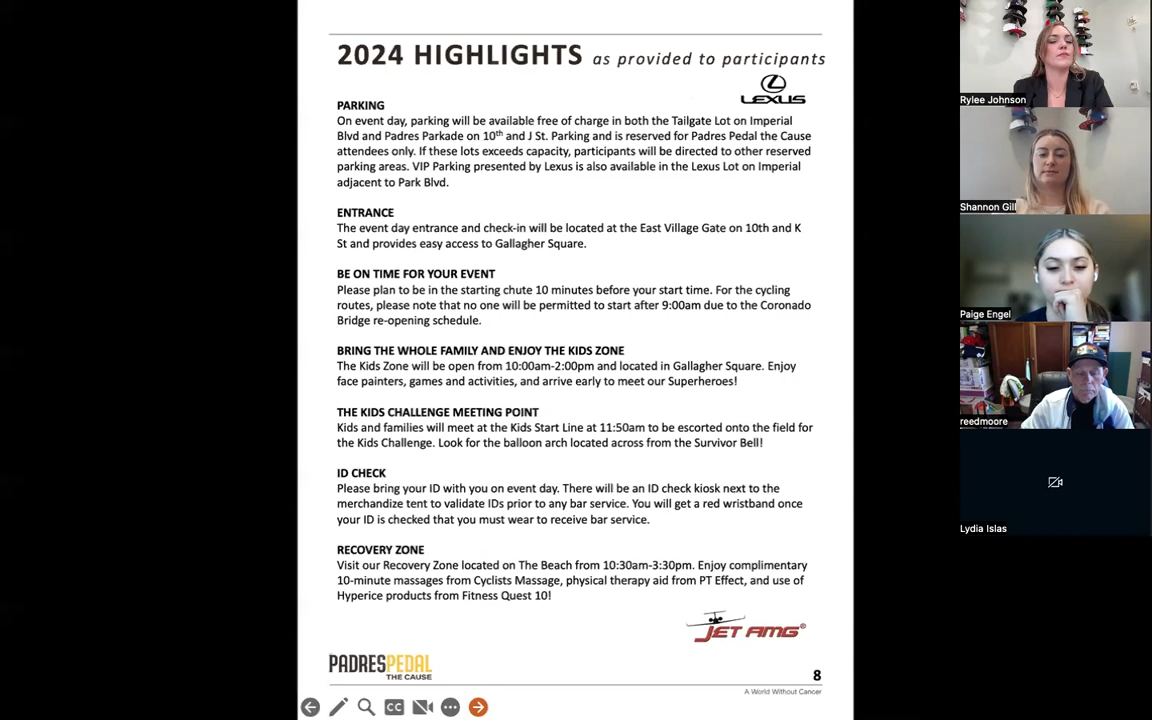 2024 HIGHLIGHTS as provided to participants
LEXUS
PARKING
On event day, parking will be available free of charge in both the Tailgate Lot on Imperial
Blvd and Padres Parkade on 10th and J St. Parking and is reserved for Padres Pedal the Cause
attendees only. If these lots exceeds capacity, participants will be directed to other reserved
parking areas. VIP Parking presented by Lexus is also available in the Lexus Lot on Imperial
adjacent to Park Blvd.
ENTRANCE
The event day entrance and check-in will be located at the East Village Gate on 10th and K
St and provides easy access to Gallagher Square.
BE ON TIME FOR YOUR EVENT
Please plan to be in the starting chute 10 minutes before your start time. For the cycling
routes, please note that no one will be permitted to start after 9:00am due to the Coronado
Bridge re-opening schedule.
BRING THE WHOLE FAMILY AND ENJOY THE KIDS ZONE
The Kids Zone will be open from 10:00am-2:00pm and located in Gallagher Square. Enjoy
face painters, games and activities, and arrive early to meet our Superheroes!
THE KIDS CHALLENGE MEETING POINT
Kids and families will meet at the Kids Start Line at 11:50am to be escorted onto the field for
the Kids Challenge. Look for the balloon arch located across from the Survivor Bell!
ID CHECK
Please bring your ID with you on event day. There will be an ID check kiosk next to the
merchandize tent to validate IDs prior to any bar service. You will get a red wristband once
your ID is checked that you must wear to receive bar service.
RECOVERY ZONE
Visit our Recovery Zone located on The Beach from 10:30am-3:30pm. Enjoy complimentary
10-minute massages from Cyclists Massage, physical therapy aid from PT Effect, and use of
Hyperice products from Fitness Quest 10!
JET AMG®
PADRESPEDAL
THE CAUSE
8
A World Without Cancer
CC
Rylee Johnson
Shannon Gill
Paige Engel
reedmoore
Lydia Islas